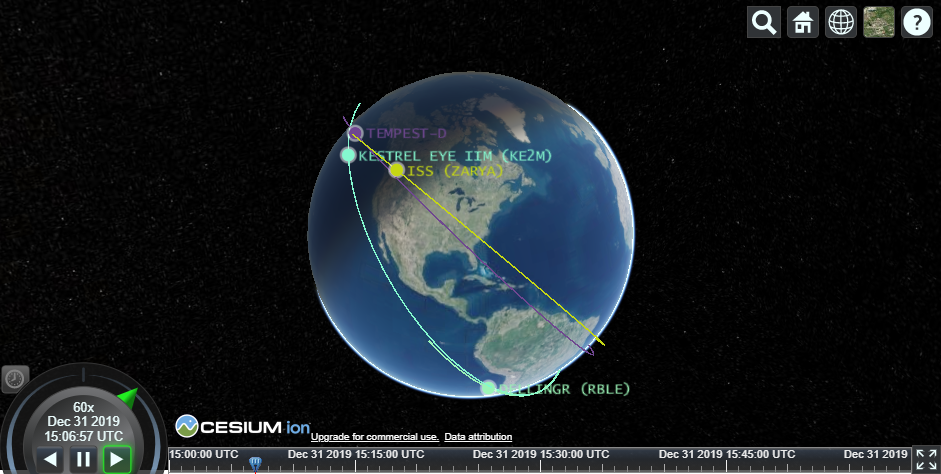 TEMPEST-D
KESTREL EYE IIM (KE2M)
ISS (ZARYA)
DELLINGR (RBLE)
60x
Dec 31 2019
15:06:57 UTC
CESIUM ion
Upgrade for commercial use. Data attribution
15:00:00 UTC Dec 31 2019 15:15:00 UTC Dec 31 2019 15:30:00 UTC Dec 31 2019 15:45:00 UTC Dec 31 2019
?